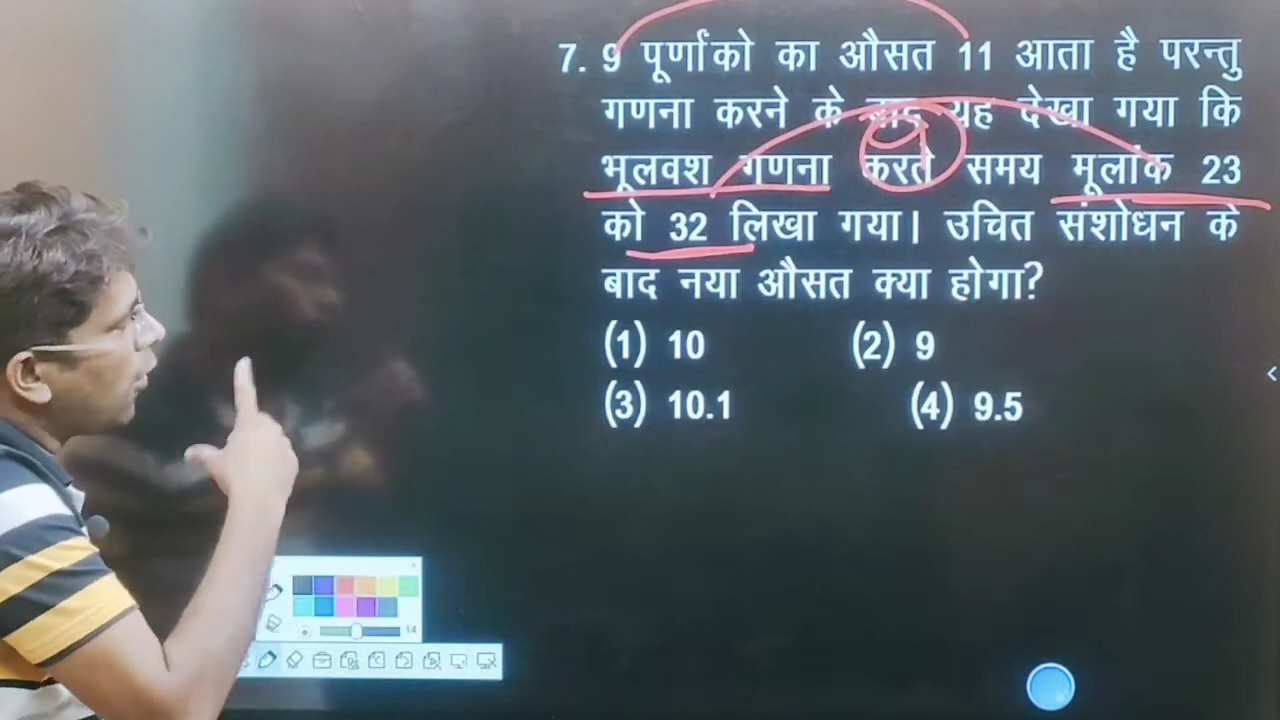 7. 9 पूर्णांको का औसत 11 आता है परन्तु
गणना करने के बाद यह देखा गया कि
भूलवश गणना करते समय मूलांक 23
को 32 लिखा गया। उचित संशोधन के
बाद नया औसत क्या होगा?
(1) 10 (2) 9
(3) 10.1 (4) 9.5
14